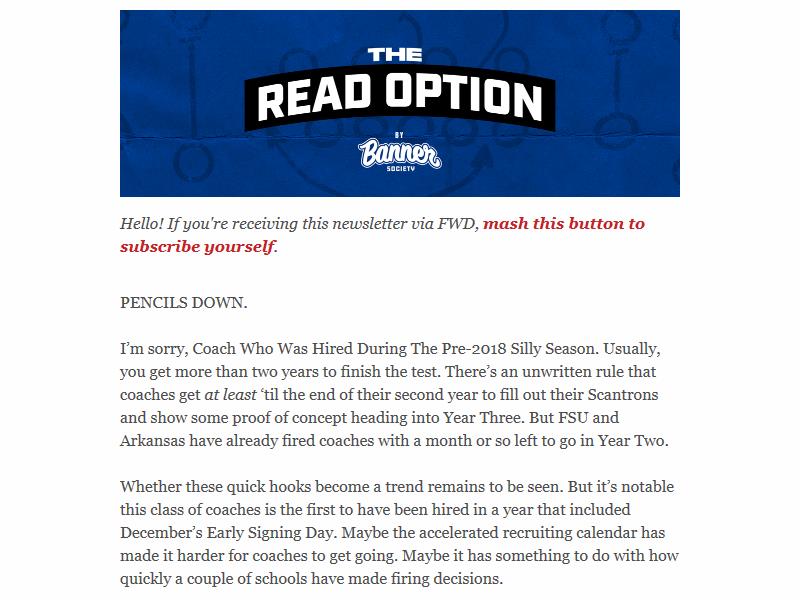 THE
READ OPTION
BY
Banner
SOCIETY
Hello! If you're receiving this newsletter via FWD, mash this button to
subscribe yourself.
PENCILS DOWN.
I’m sorry, Coach Who Was Hired During The Pre-2018 Silly Season. Usually,
you get more than two years to finish the test. There’s an unwritten rule that
coaches get at least ‘til the end of their second year to fill out their Scantrons
and show some proof of concept heading into Year Three. But FSU and
Arkansas have already fired coaches with a month or so left to go in Year Two.
Whether these quick hooks become a trend remains to be seen. But it’s notable
this class of coaches is the first to have been hired in a year that included
December’s Early Signing Day. Maybe the accelerated recruiting calendar has
made it harder for coaches to get going. Maybe it has something to do with how
quickly a couple of schools have made firing decisions.